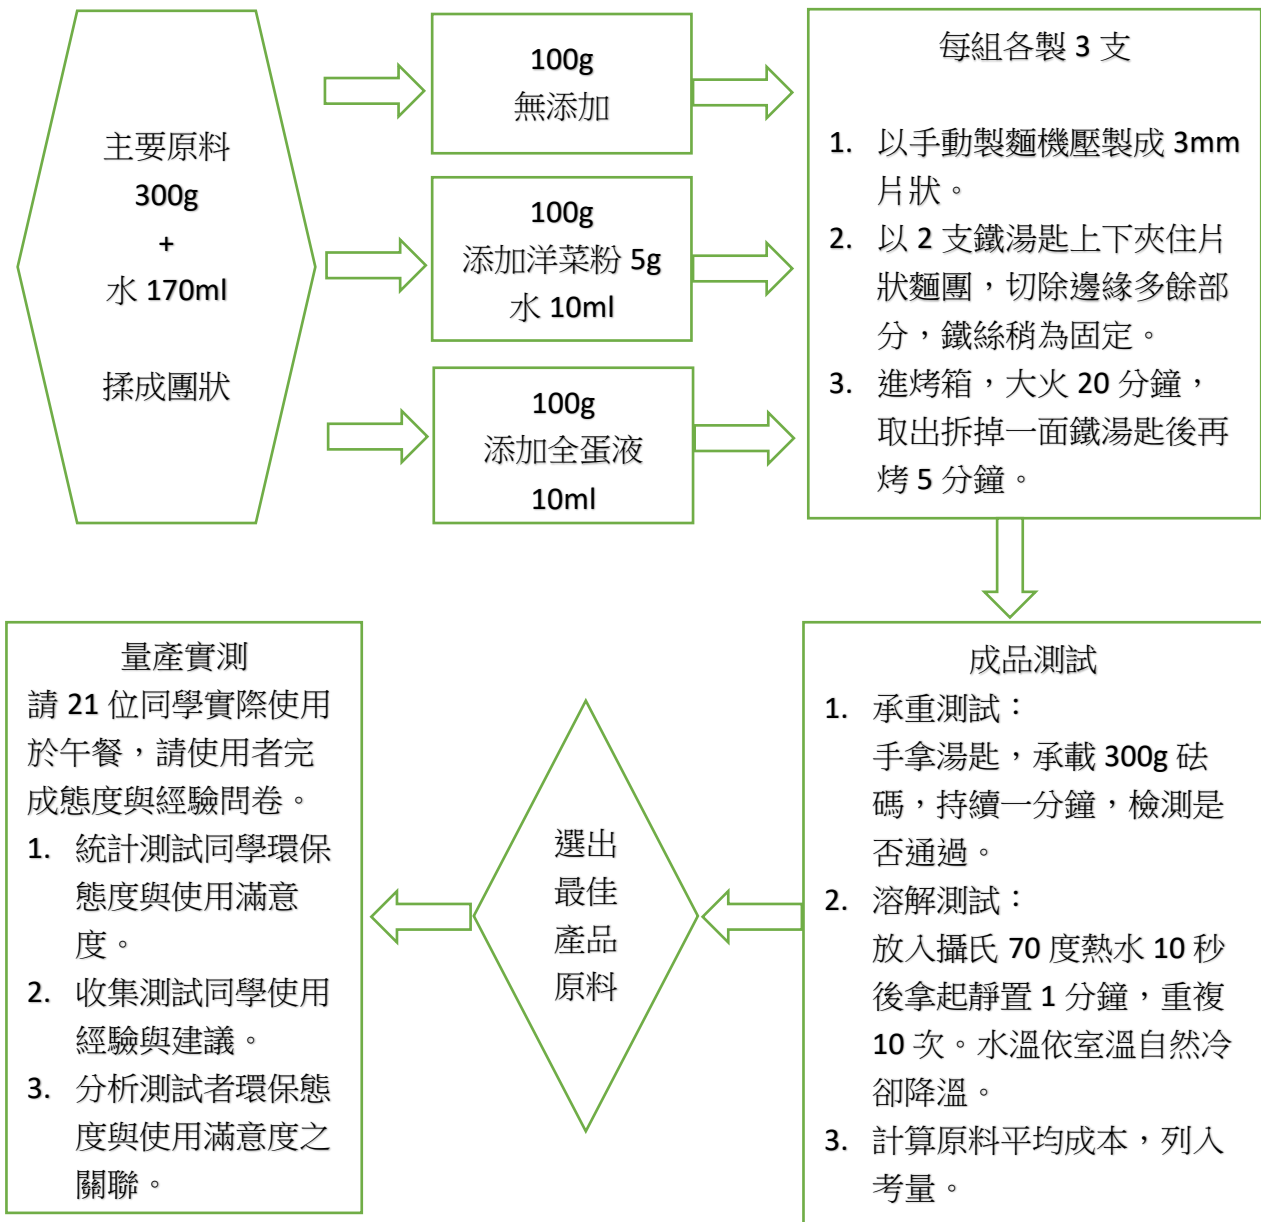 主要原料
300g
+
水 170ml
揉成團狀
100g
無添加
100g
添加洋菜粉 5g
水 10ml
100g
添加全蛋液
10ml
每組各製 3 支
1. 以手動製麵機壓製成 3mm
片狀。
2. 以 2 支鐵湯匙上下夾住片
狀麵團，切除邊緣多餘部
分，鐵絲稍為固定。
3. 進烤箱，大火 20 分鐘，
取出拆掉一面鐵湯匙後再
烤 5 分鐘。
成品測試
1. 承重測試：
手拿湯匙，承載 300g 砝
碼，持續一分鐘，檢測是
否通過。
2. 溶解測試：
放入攝氏 70 度熱水 10 秒
後拿起靜置 1 分鐘，重複
10 次。水溫依室溫自然冷
卻降溫。
3. 計算原料平均成本，列入
考量。
選出
最佳
產品
原料
量產實測
請 21 位同學實際使用
於午餐，請使用者完
成態度與經驗問卷。
1. 統計測試同學環保
態度與使用滿意
度。
2. 收集測試同學使用
經驗與建議。
3. 分析測試者環保態
度與使用滿意度之
關聯。